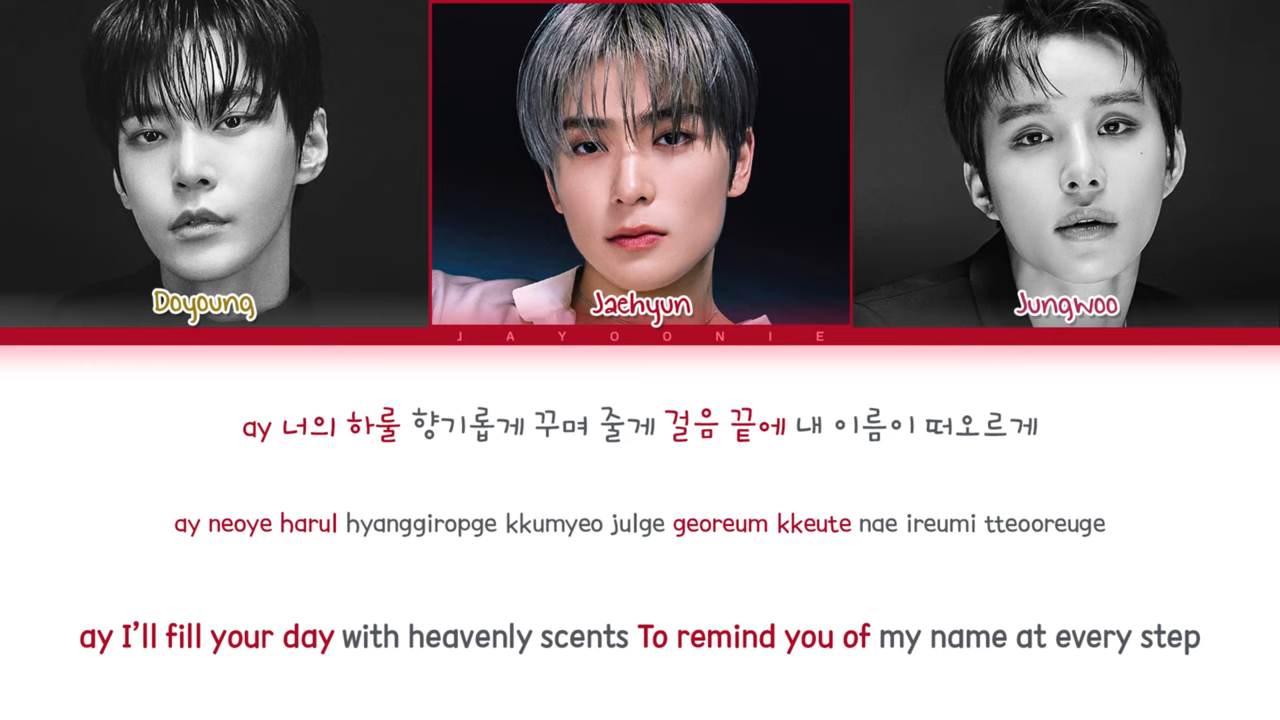 Doyoung
Jaehyun
Jungwoo
JAYOONIE
ay 너의 하룰 향기롭게 꾸며 줄게 걸음 끝에 내 이름이 떠오르게
ay neoye harul hyanggiropge kkumyeo julge georeum kkeute nae ireumi tteooreuge
ay I'll fill your day with heavenly scents To remind you of my name at every step